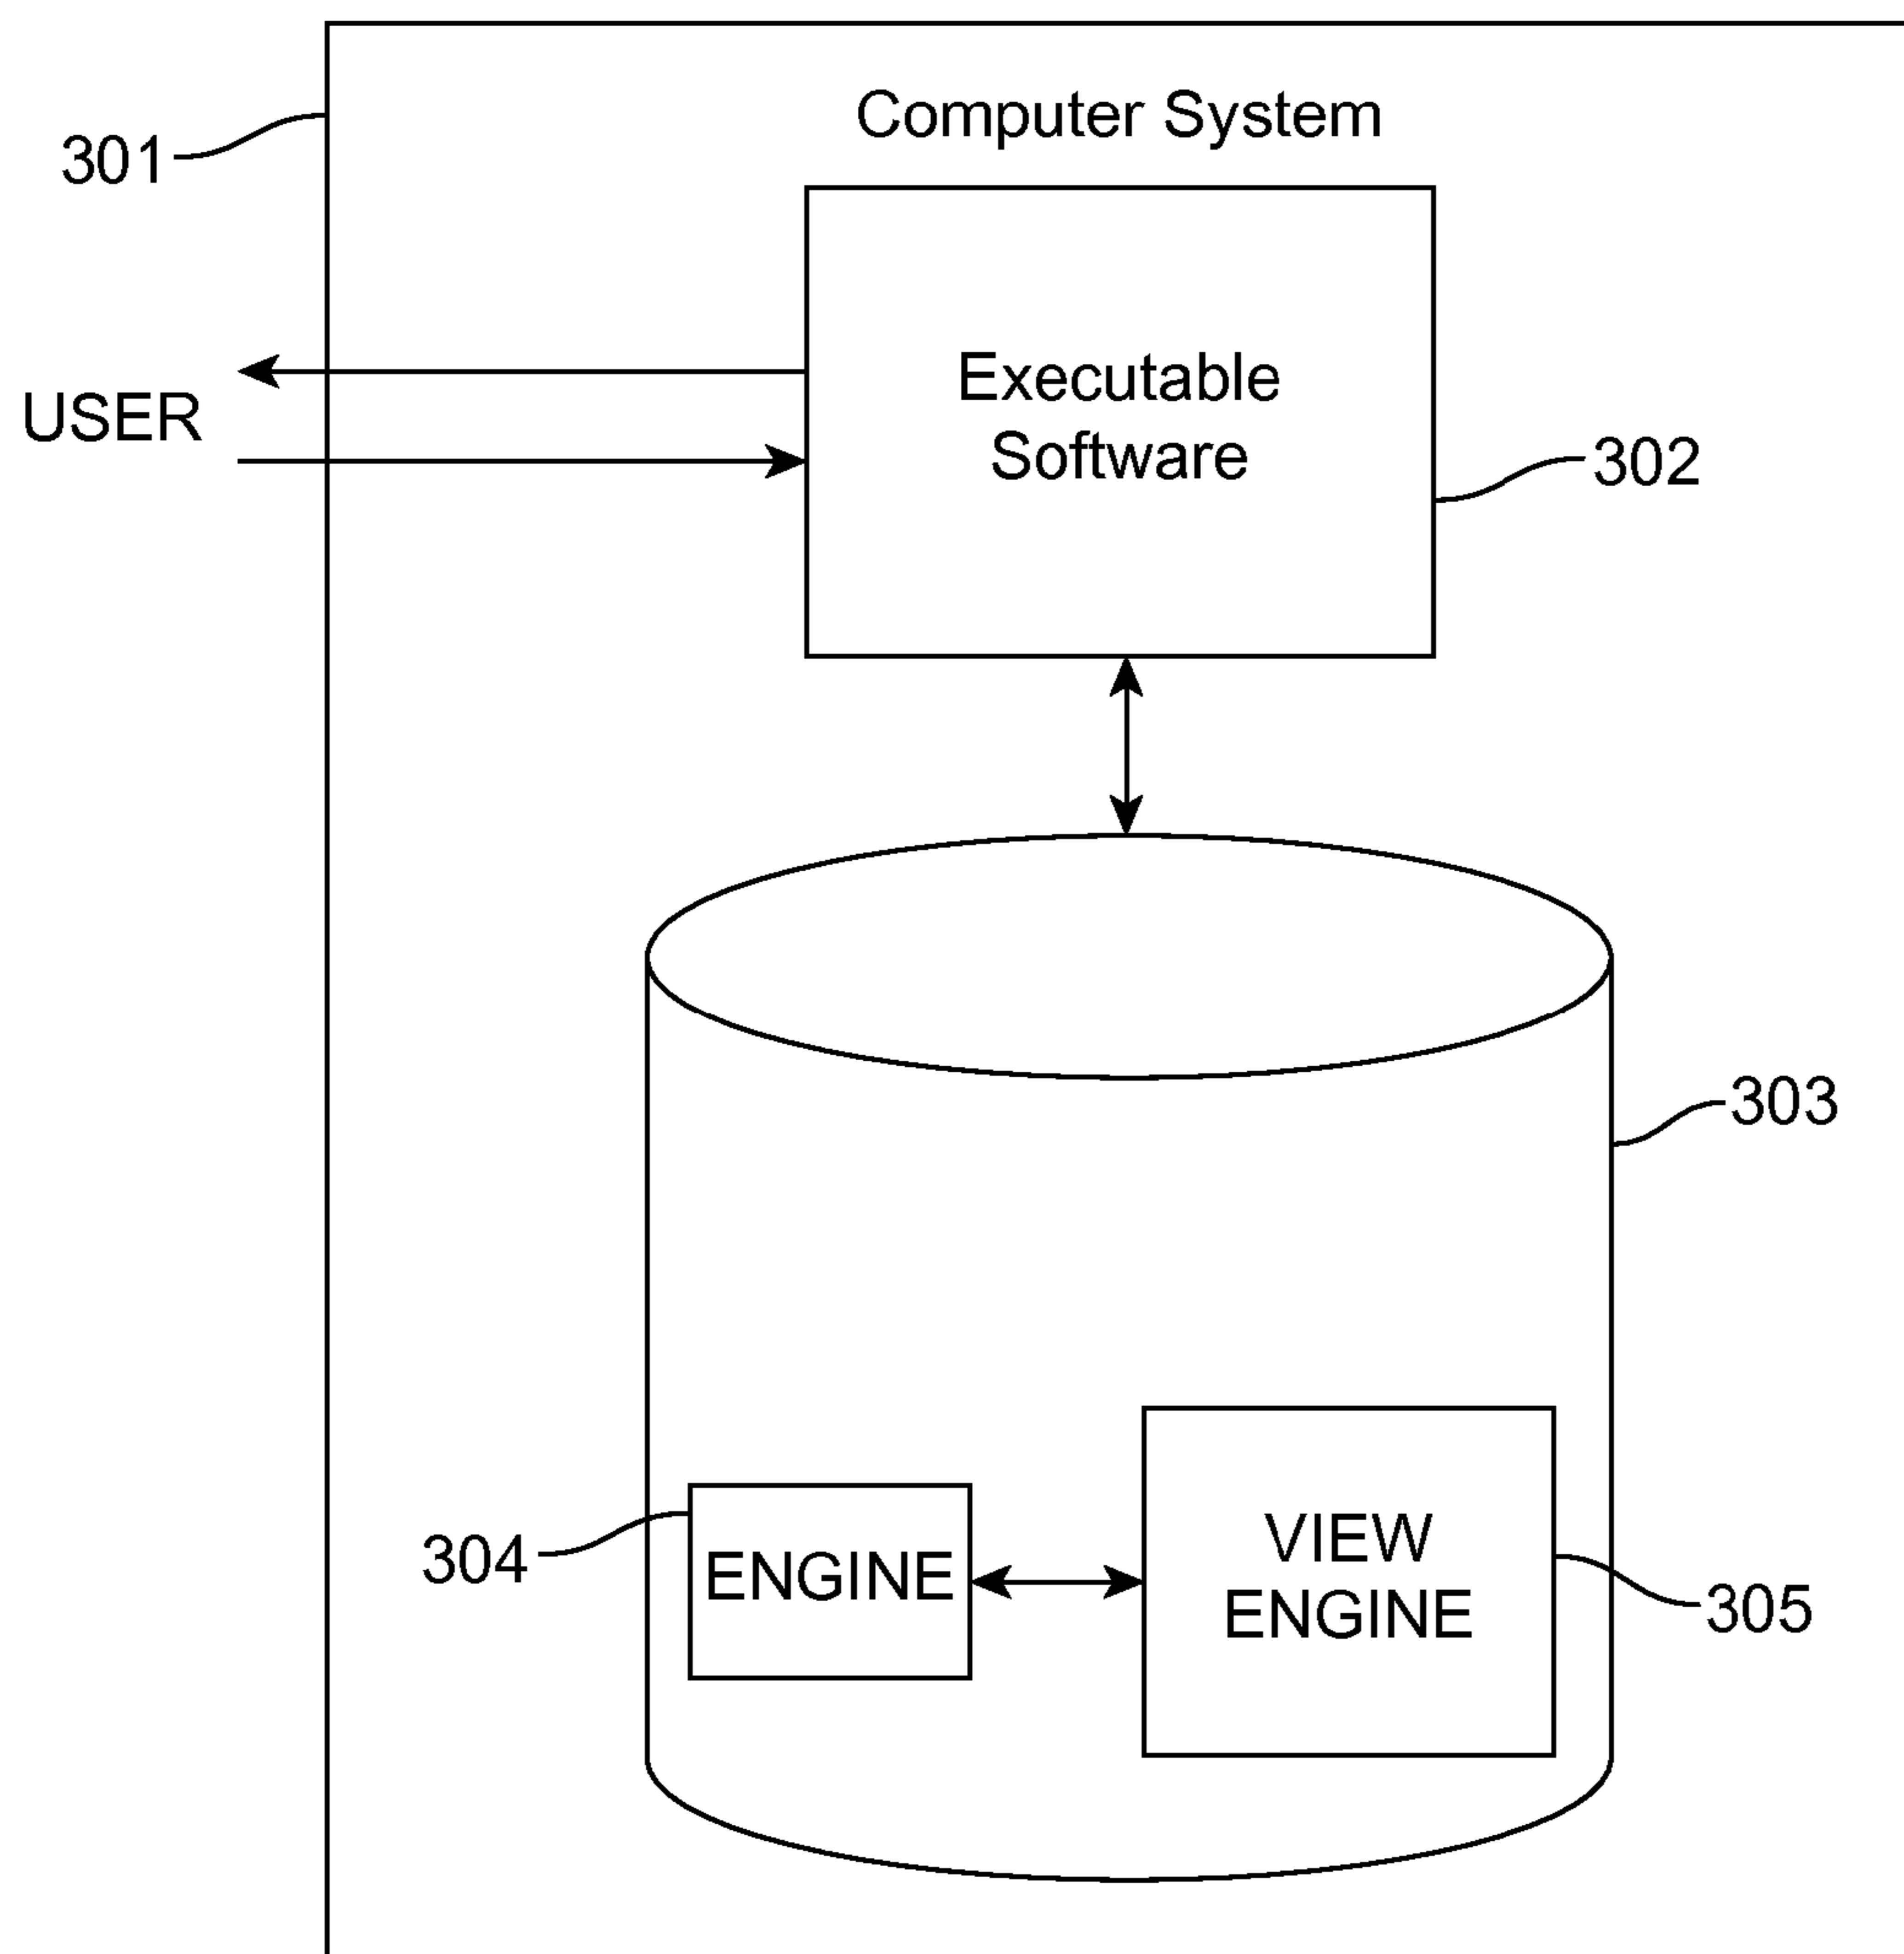 Computer System
301
Executable
Software
USER
302
303
304
ENGINE
VIEW
ENGINE
305